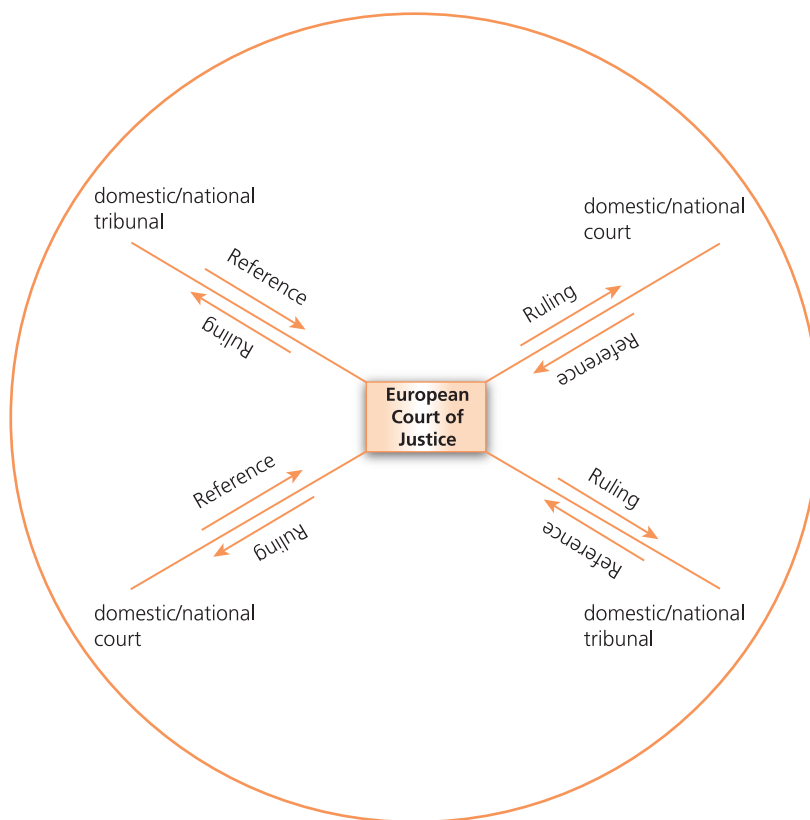 domestic/national
tribunal
domestic/national
court
Reference
Ruling
Ruling
Reference
European
Court of
Justice
Reference
Ruling
Ruling
Reference
domestic/national
court
domestic/national
tribunal